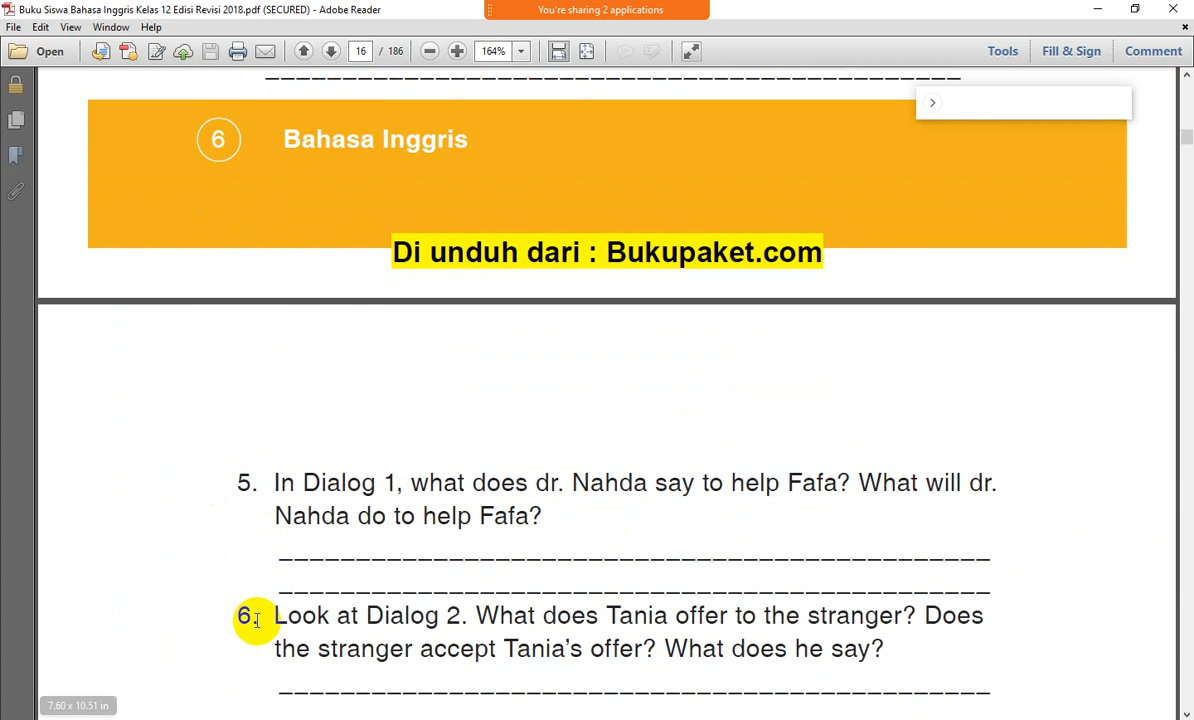 Buku Siswa Bahasa Inggris Kelas 12 Edisi Revisi 2018.pdf (SECURED) - Adobe Reader
You're sharing 2 applications
File Edit View Window Help
Open 16 / 186 164% Tools Fill & Sign Comment
6 Bahasa Inggris
Di unduh dari : Bukupaket.com
5. In Dialog 1, what does dr. Nahda say to help Fafa? What will dr.
Nahda do to help Fafa?
6. Look at Dialog 2. What does Tania offer to the stranger? Does
the stranger accept Tania's offer? What does he say?
7.60 x 10.51 in